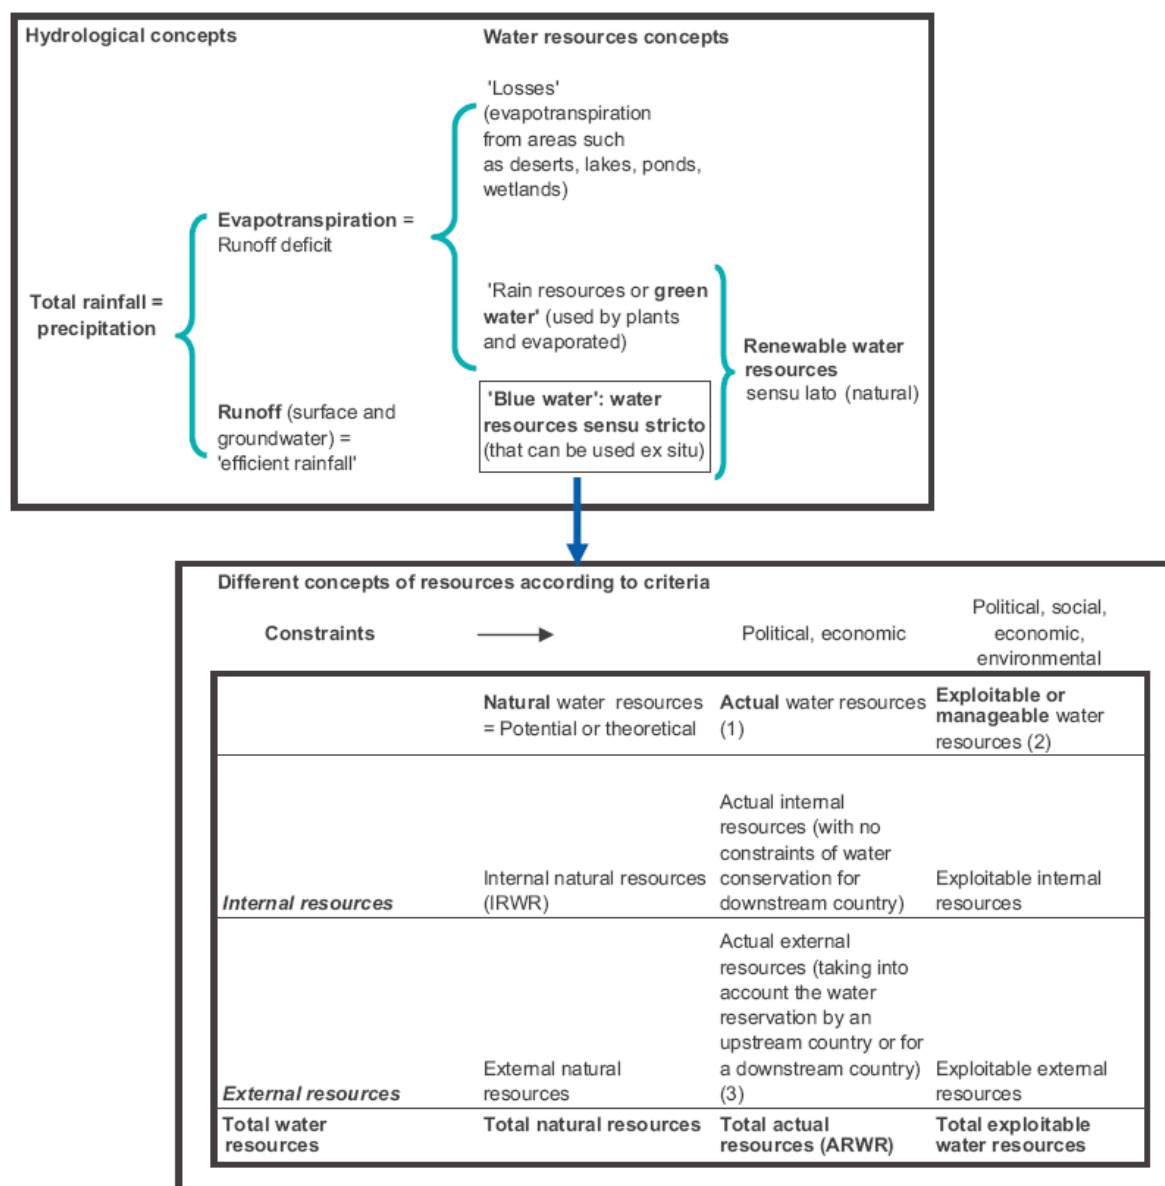 Hydrological concepts
Water resources concepts
'Losses'
(evapotranspiration
from areas such
as deserts, lakes, ponds,
wetlands)
Evapotranspiration =
Runoff deficit
Total rainfall =
precipitation
'Rain resources or green
water' (used by plants
and evaporated)
Renewable water
resources
sensu lato (natural)
Runoff (surface and
groundwater) =
'efficient rainfall'
'Blue water': water
resources sensu stricto
(that can be used ex situ)
Different concepts of resources according to criteria
Constraints
Political, economic
Political, social,
economic,
environmental
Natural water resources
= Potential or theoretical
Actual water resources
(1)
Exploitable or
manageable water
resources (2)
Internal resources
Internal natural resources
(IRWR)
Actual internal
resources (with no
constraints of water
conservation for
downstream country)
Exploitable internal
resources
External resources
External natural
resources
Actual external
resources (taking into
account the water
reservation by an
upstream country or for
a downstream country)
(3)
Exploitable external
resources
Total water
resources
Total natural resources
Total actual
resources (ARWR)
Total exploitable
water resources